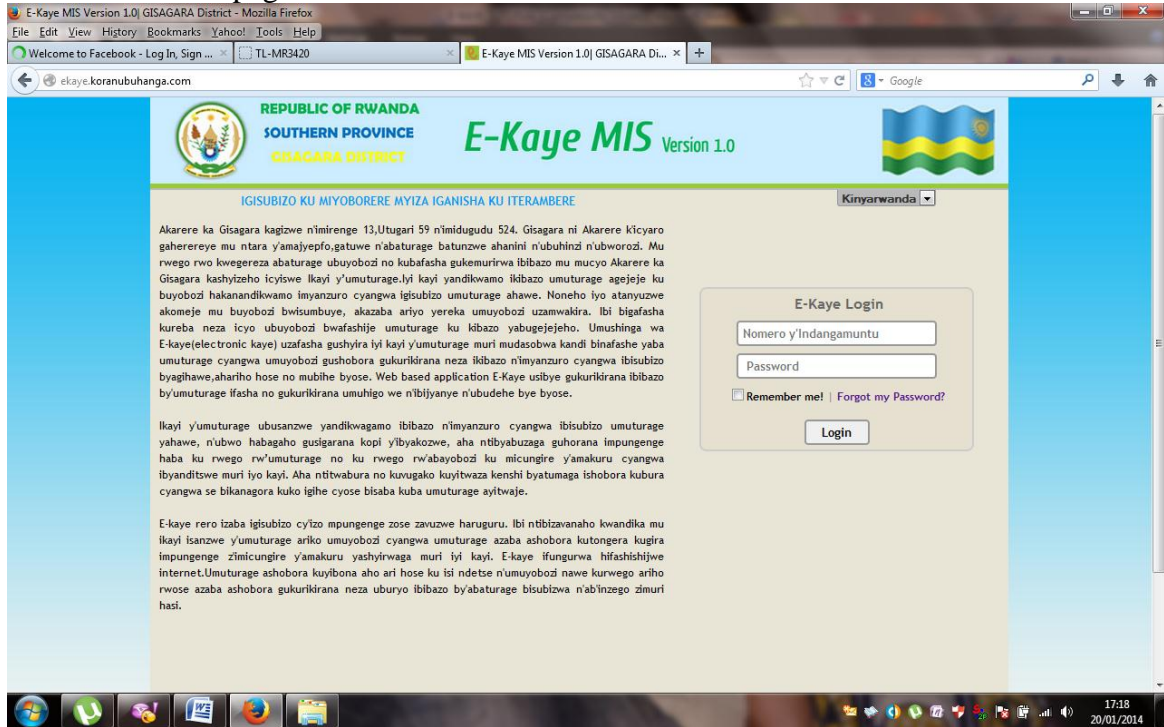 E-Kaye MIS Version 1.0| GISAGARA District - Mozilla Firefox
File Edit View History Bookmarks Yahoo! Tools Help
Welcome to Facebook - Log In, Sign ... TL-MR3420 E-Kaye MIS Version 1.0| GISAGARA Di...
ekaye.koranubuhanga.com Google
REPUBLIC OF RWANDA
SOUTHERN PROVINCE
GISAGARA DISTRICT
E-Kaye MIS Version 1.0
IGISUBIZO KU MIYOBORERE MYIZA IGANISHA KU ITERAMBERE
Kinyarwanda
Akarere ka Gisagara kagizwe n'imirenge 13,Utugari 59 n'imidugudu 524. Gisagara ni Akarere k'icyaro
gaherereye mu ntara y'amajyepfo,gatuwe n'abaturage batunzwe ahanini n'ubuhinzi n'ubworozi. Mu
rwego rwo kwegereza abaturage ubuyobozi no kubafasha gukemurirwa ibibazo mu mucyo Akarere ka
Gisagara kashyizeho icyiswe Ikayi y'umuturage.Iyi kayi yandikwamo ikibazo umuturage agejeje ku
buyobozi hakanandikwamo imyanzuro cyangwa igisubizo umuturage ahawe. Noneho iyo atanyuzwe
akomeje mu buyobozi bwisumbuye, akazaba ariyo yereka umuyobozi uzamwakira. Ibi bigafasha
kureba neza icyo ubuyobozi bwafashije umuturage ku kibazo yabugejejeho. Umushinga wa
E-kaye(electronic kaye) uzafasha gushyira iyi kayi y'umuturage muri mudasobwa kandi binafashe yaba
umuturage cyangwa umuyobozi gushobora gukurikirana neza ikibazo n'imyanzuro cyangwa ibisubizo
byagihawe,ahariho hose no mubihe byose. Web based application E-Kaye usibye gukurikirana ibibazo
by'umuturage ifasha no gukurikirana umuhigo we n'ibijyanye n'ubudehe bye byose.
Ikayi y'umuturage ubusanzwe yandikwagamo ibibazo n'imyanzuro cyangwa ibisubizo umuturage
yahawe, n'ubwo habagaho gusigarana kopi y'ibyakozwe, aha ntibyabuzaga guhorana impungenge
haba ku rwego rw'umuturage no ku rwego rw'abayobozi ku micungire y'amakuru cyangwa
ibyanditswe muri iyo kayi. Aha ntitwabura no kuvugako kuyitwaza kenshi byatumaga ishobora kubura
cyangwa se bikanagora kuko igihe cyose bisaba kuba umuturage ayitwaje.
E-kaye rero izaba igisubizo cy'izo mpungenge zose zavuzwe haruguru. Ibi ntibizavanaho kwandika mu
ikayi isanzwe y'umuturage ariko umuyobozi cyangwa umuturage azaba ashobora kutongera kugira
impungenge z'imicungire y'amakuru yashyirwaga muri iyi kayi. E-kaye ifungurwa hifashishijwe
internet.Umuturage ashobora kuyibona aho ari hose ku isi ndetse n'umuyobozi nawe kurwego ariho
rwose azaba ashobora gukurikirana neza uburyo ibibazo by'abaturage bisubizwa n'ab'inzego zimuri
hasi.
E-Kaye Login
Nomero y'Indangamuntu
Password
Remember me! | Forgot my Password?
Login
17:18
20/01/2014